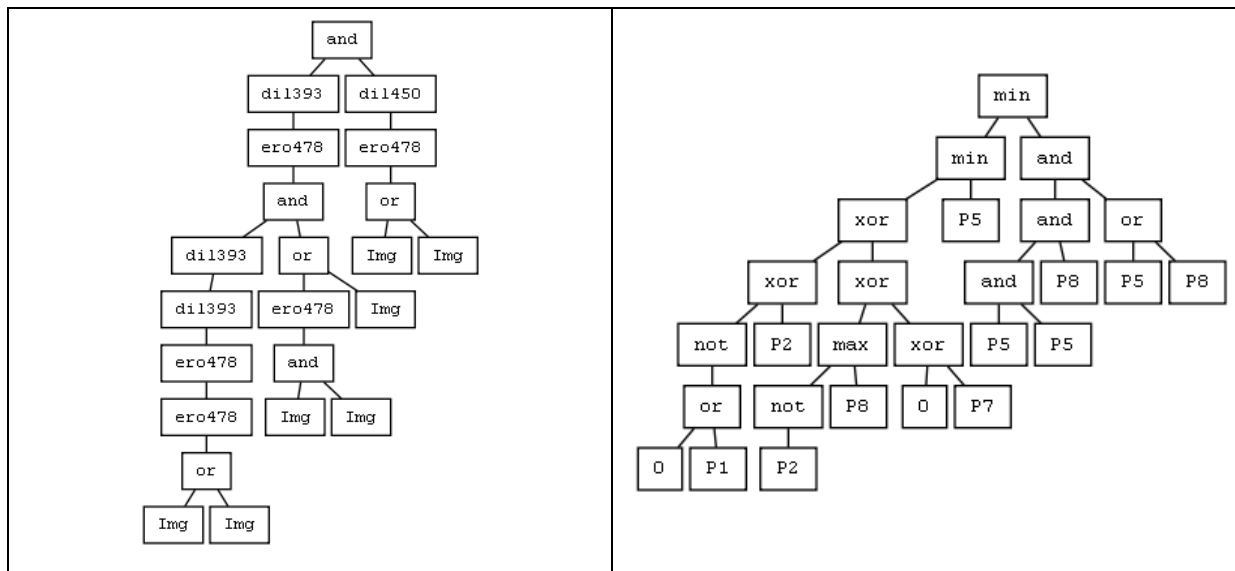 and
dil393 dil450
ero478 ero478
and or
dil393 or Img Img
dil393 ero478 Img
ero478 and
ero478 Img Img
or
Img Img
min
min and
xor P5 and or
xor xor and P8 P5 P8
not P2 max xor P5 P5
or not P8 O P7
O P1 P2